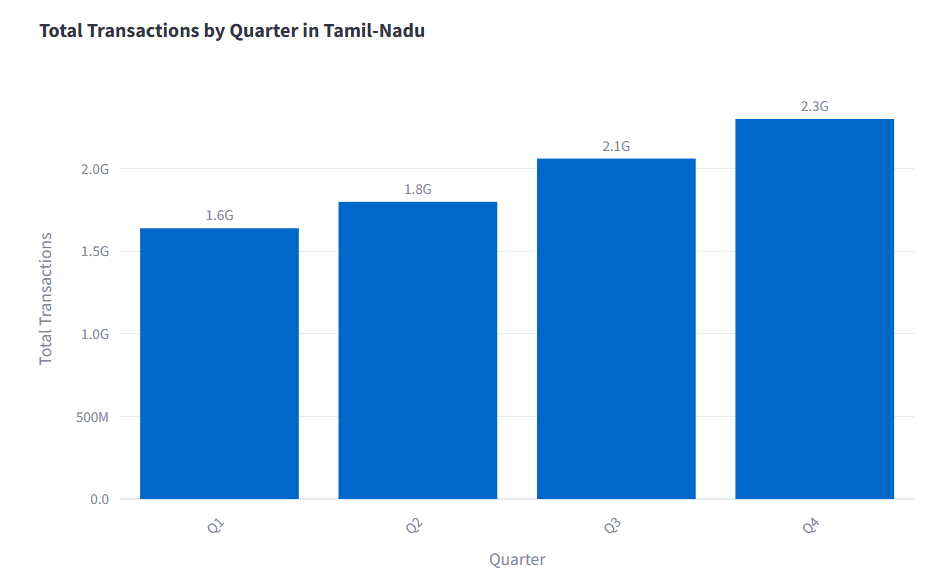 Total Transactions by Quarter in Tamil-Nadu
2.3G
2.1G
2.0G
1.8G
1.6G
1.5G
1.0G
500M
0.0
Total Transactions
Q1
Q2
Q3
Q4
Quarter